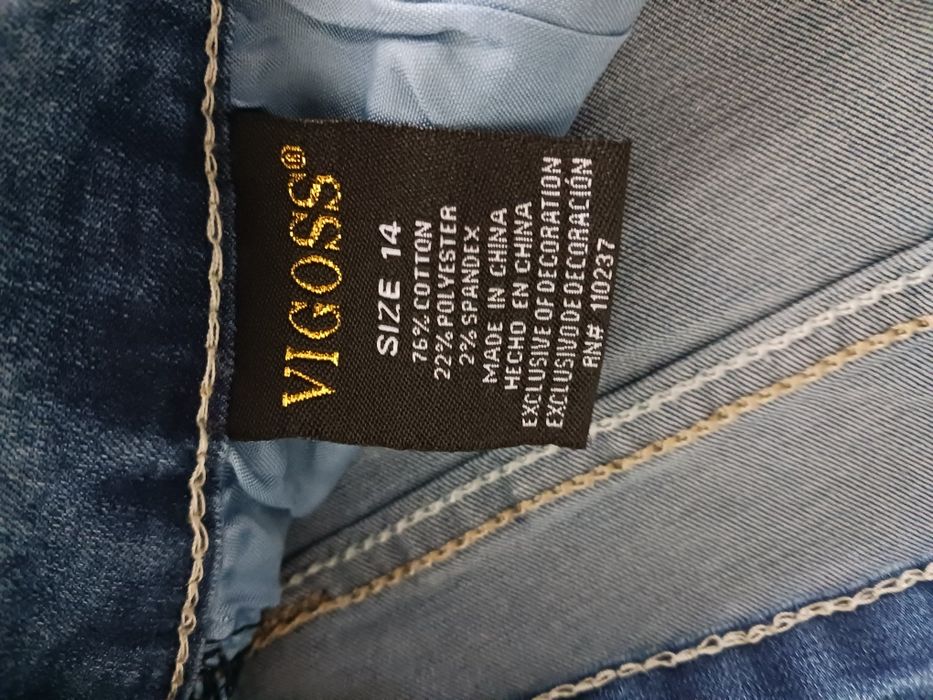 VIGOSS®
SIZE 14
76% COTTON
22% POLYESTER
2% SPANDEX
MADE IN CHINA
HECHO EN CHINA
EXCLUSIVE OF DECORATION
EXCLUSIVO DE DECORACIÓN
RN# 110237